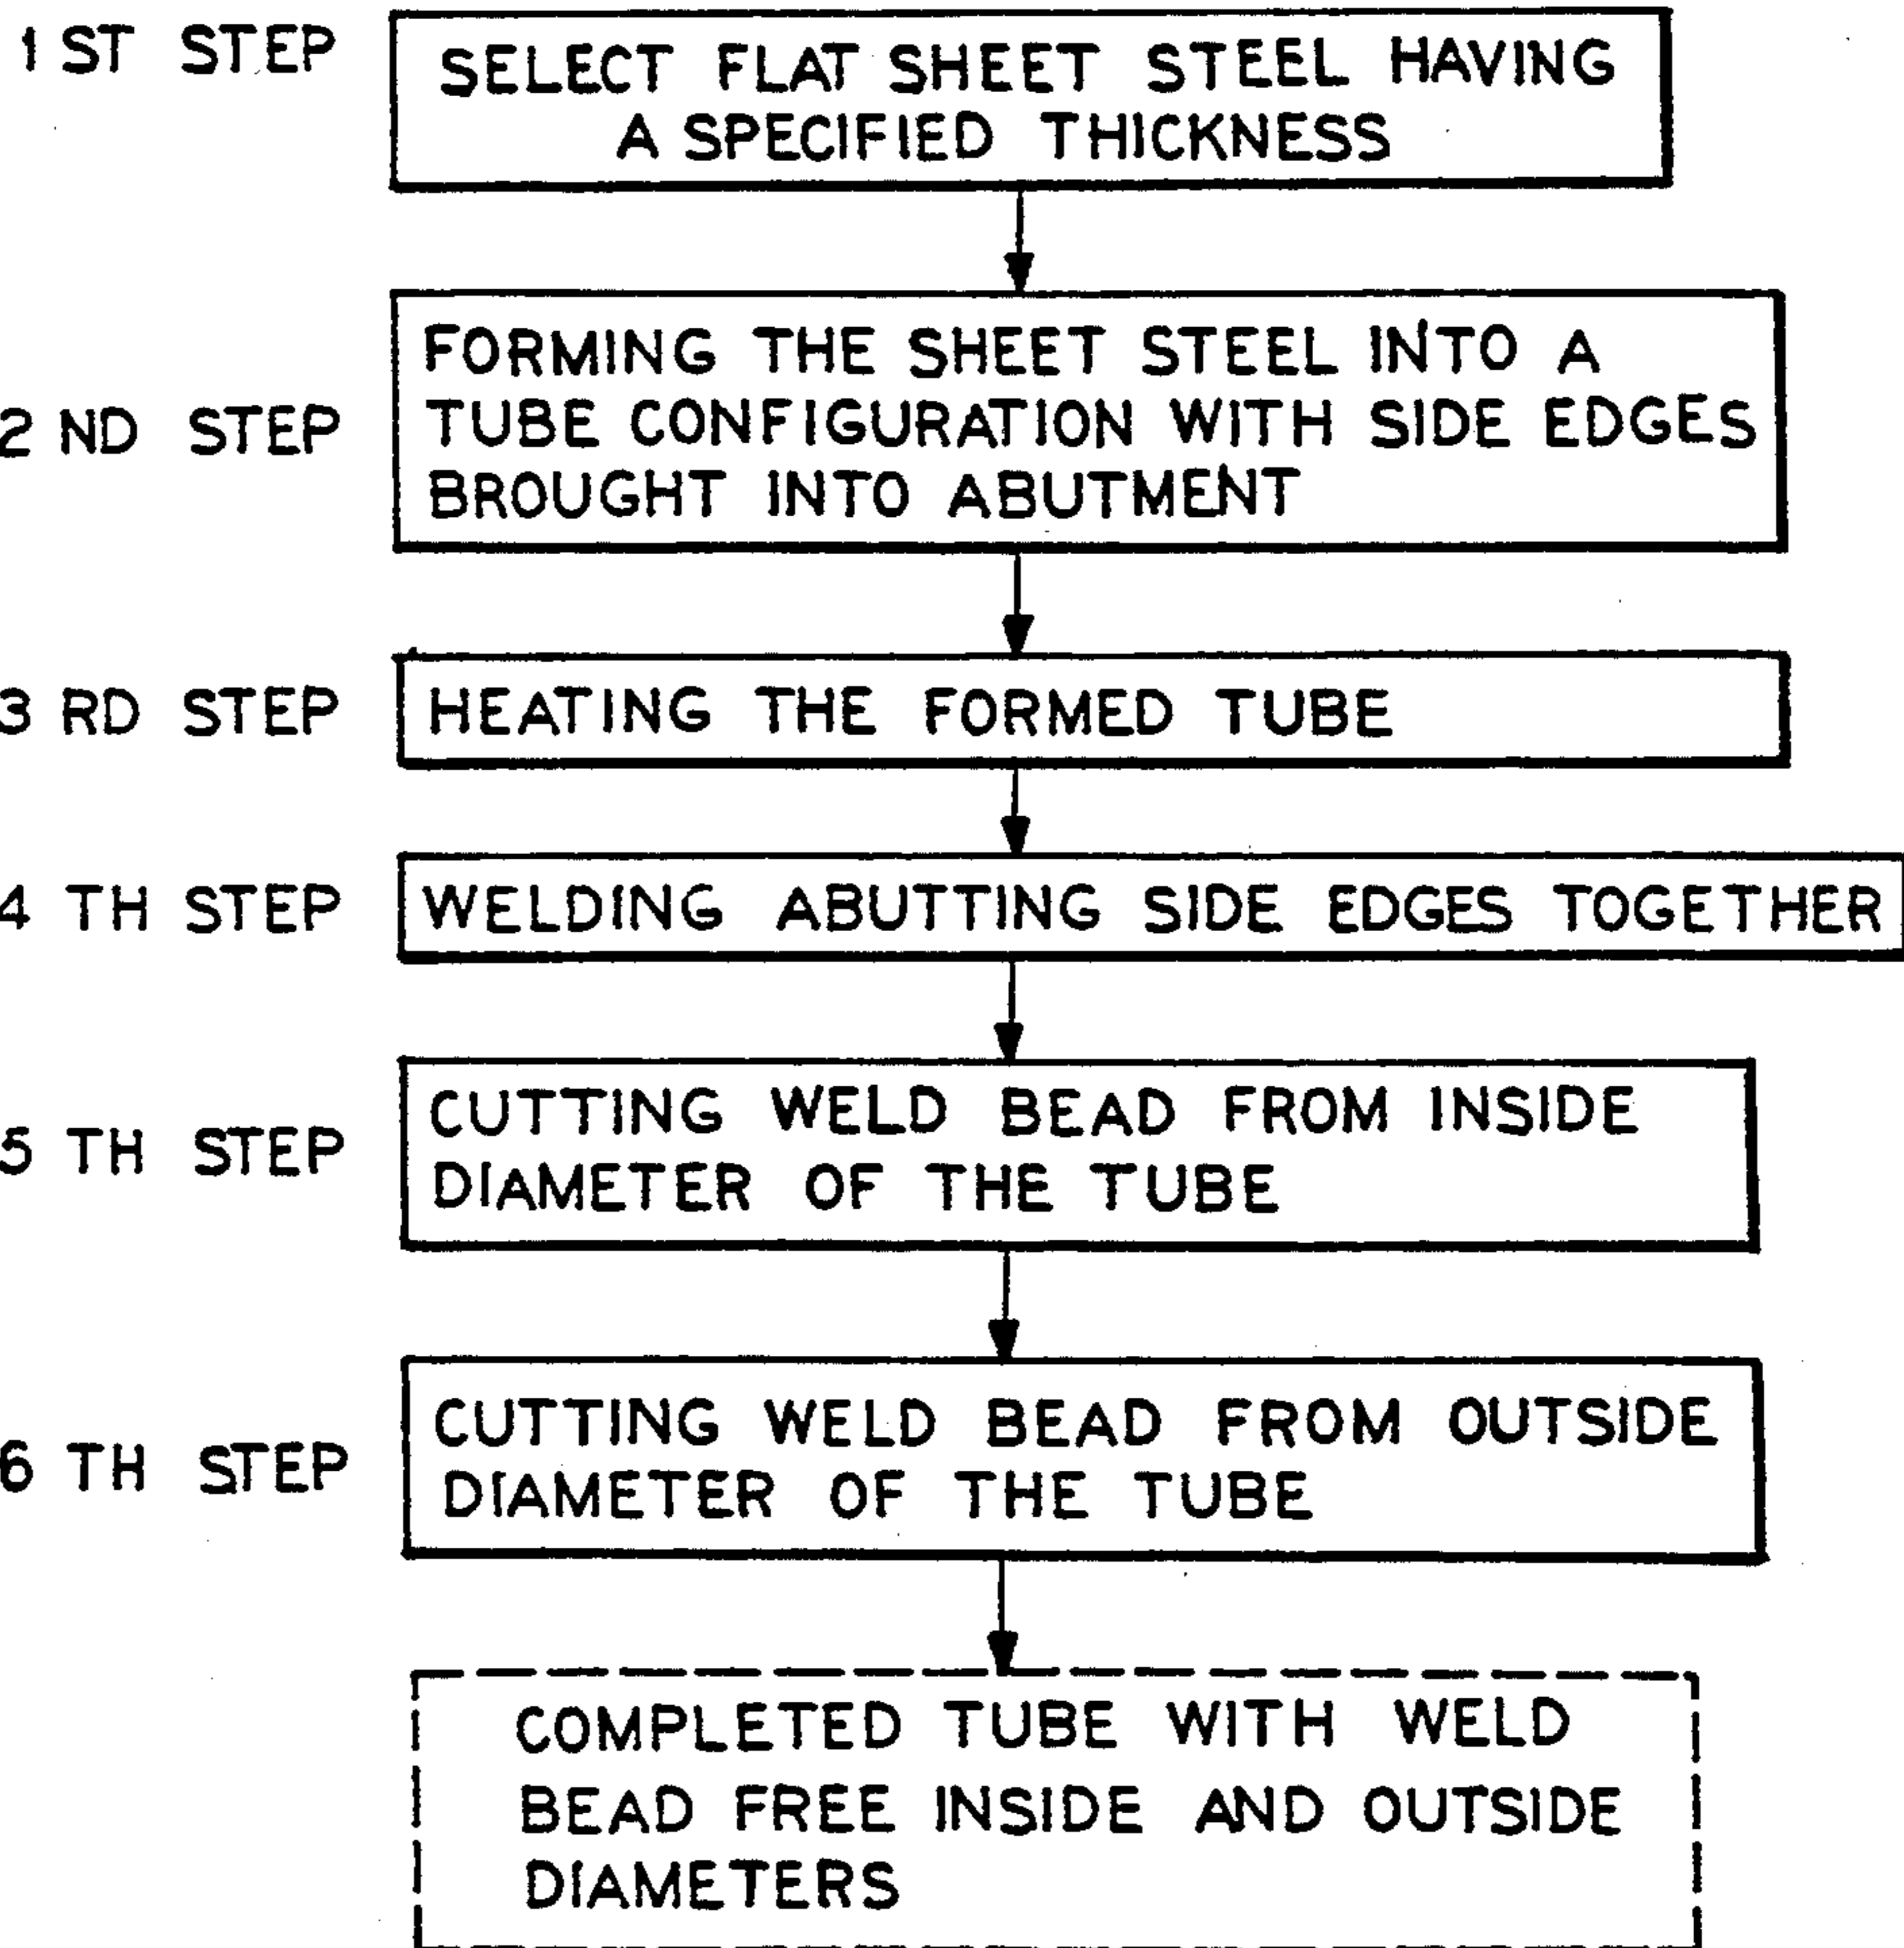 1 ST STEP
SELECT FLAT SHEET STEEL HAVING
A SPECIFIED THICKNESS
2 ND STEP
FORMING THE SHEET STEEL INTO A
TUBE CONFIGURATION WITH SIDE EDGES
BROUGHT INTO ABUTMENT
3 RD STEP
HEATING THE FORMED TUBE
4 TH STEP
WELDING ABUTTING SIDE EDGES TOGETHER
5 TH STEP
CUTTING WELD BEAD FROM INSIDE
DIAMETER OF THE TUBE
6 TH STEP
CUTTING WELD BEAD FROM OUTSIDE
DIAMETER OF THE TUBE
COMPLETED TUBE WITH WELD
BEAD FREE INSIDE AND OUTSIDE
DIAMETERS